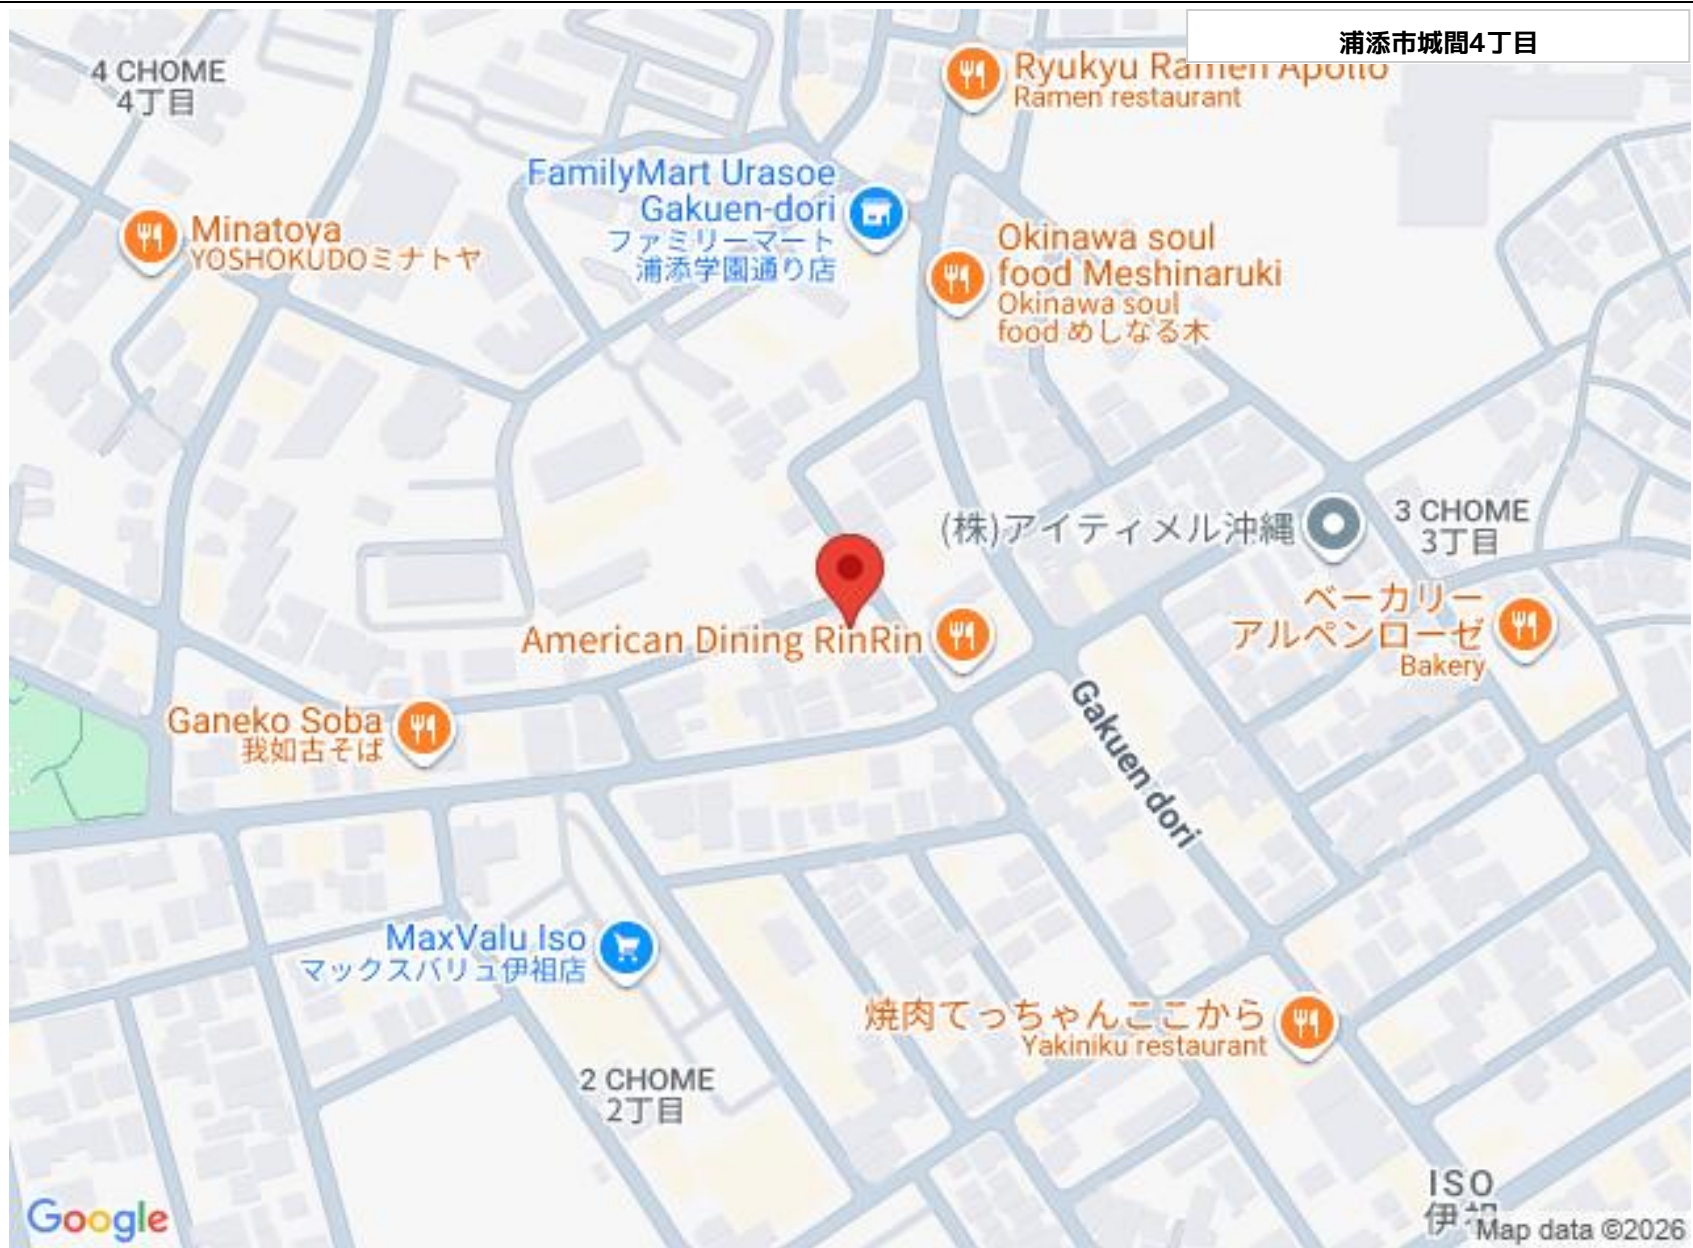 浦添市城間4丁目
4 CHOME
4丁目
Ryukyu Ramen Apollo
Ramen restaurant
FamilyMart Urasoe
Gakuen-dori
ファミリーマート
浦添学園通り店
Minatoya
YOSHOKUDOミナトヤ
Okinawa soul
food Meshinaruki
Okinawa soul
food めしなる木
(株)アイティメル沖縄
3 CHOME
3丁目
ベーカリー
アルペンローゼ
Bakery
American Dining RinRin
Ganeko Soba
我如古そば
Gakuen dori
MaxValu Iso
マックスバリュ伊祖店
焼肉てっちゃんここから
Yakiniku restaurant
2 CHOME
2丁目
ISO
伊祖
Google
Map data ©2026